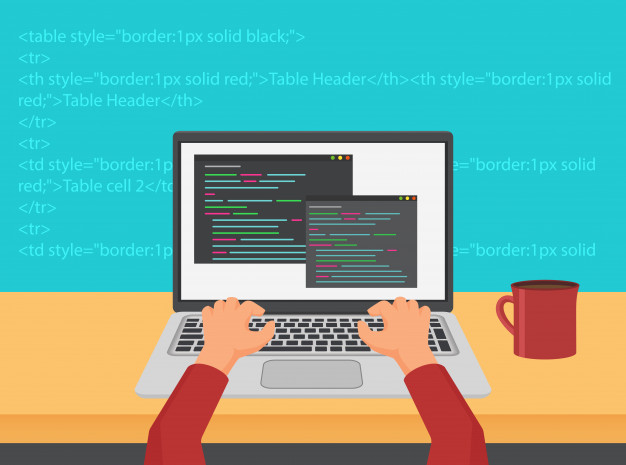 <table style="border:1px solid black;">
<tr>
<th style="border:1px solid red;">Table Header</th><th style="border:1px solid
red;">Table Header</th>
</tr>
<tr>
<td style="border:1p e="border:1px solid
red;">Table cell 2</td
</tr>
<tr>
<td style="border:1p e="border:1px solid